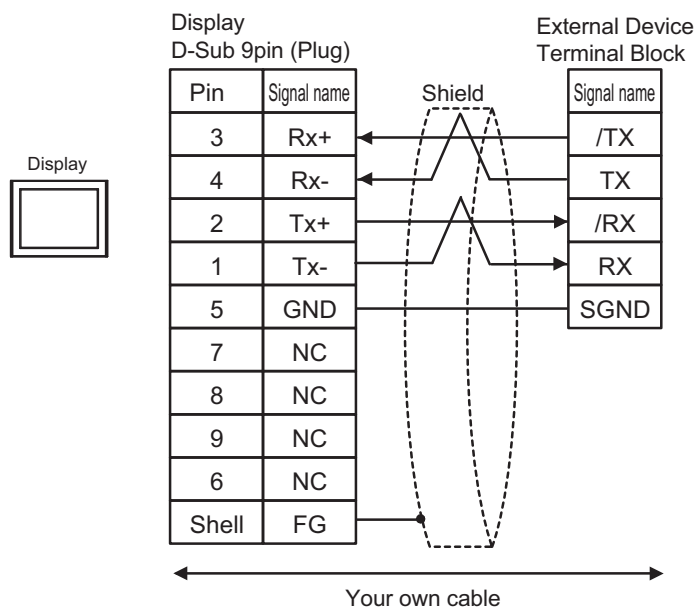 Display
D-Sub 9pin (Plug)
External Device
Terminal Block
Pin Signal name Shield Signal name
3 Rx+ /TX
Display
4 Rx- TX
2 Tx+ /RX
1 Tx- RX
5 GND SGND
7 NC
8 NC
9 NC
6 NC
Shell FG
Your own cable